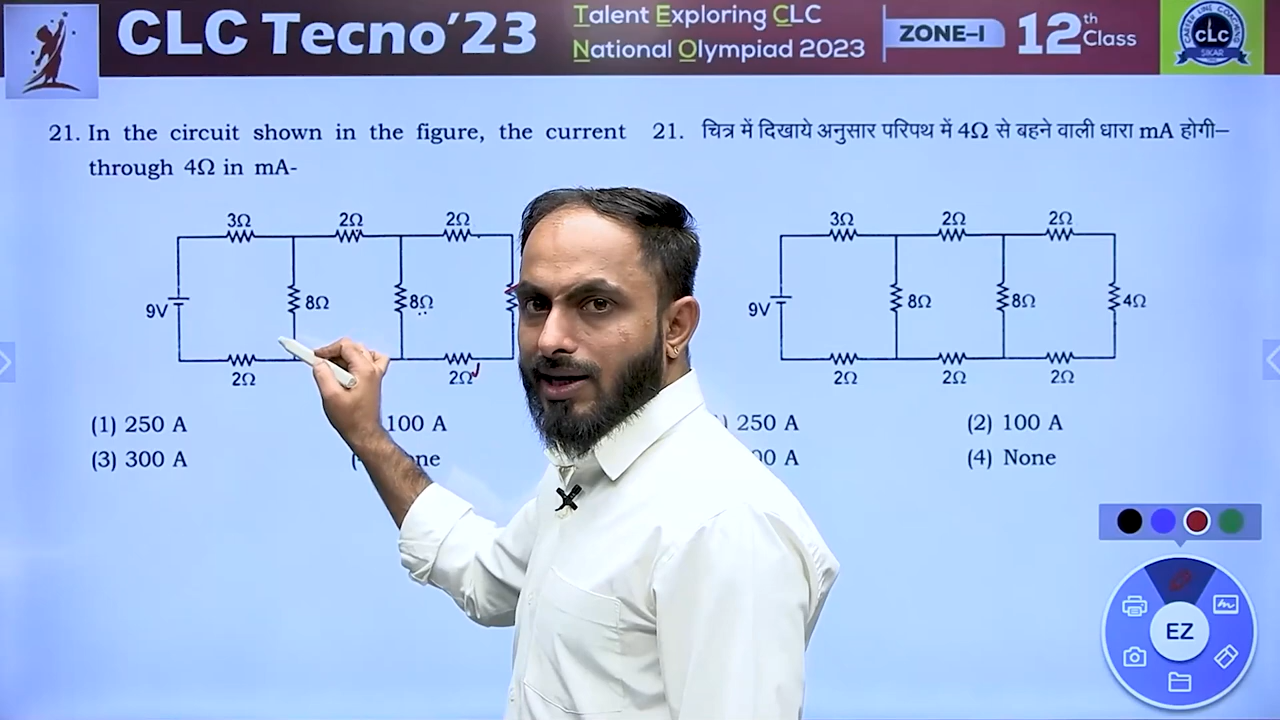 CLC Tecno'23
Talent Exploring CLC
National Olympiad 2023
ZONE–I
12th Class
CLC
SIKAR
21. In the circuit shown in the figure, the current
through 4Ω in mA-
3Ω 2Ω 2Ω
9V 8Ω 8Ω
2Ω 2Ω
(1) 250 A
100 A
(3) 300 A
21. चित्र में दिखाये अनुसार परिपथ में 4Ω से बहने वाली धारा mA होगी–
3Ω 2Ω 2Ω
9V 8Ω 8Ω 4Ω
2Ω 2Ω 2Ω
250 A
(2) 100 A
(4) None
EZ